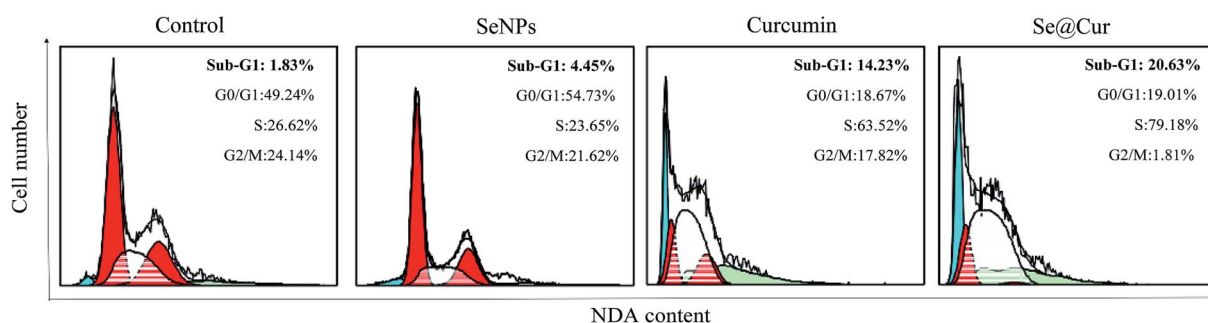 Control
SeNPs
Curcumin
Se@Cur
Cell number
Sub-G1: 1.83%
G0/G1:49.24%
S:26.62%
G2/M:24.14%
Sub-G1: 4.45%
G0/G1:54.73%
S:23.65%
G2/M:21.62%
Sub-G1: 14.23%
G0/G1:18.67%
S:63.52%
G2/M:17.82%
Sub-G1: 20.63%
G0/G1:19.01%
S:79.18%
G2/M:1.81%
NDA content